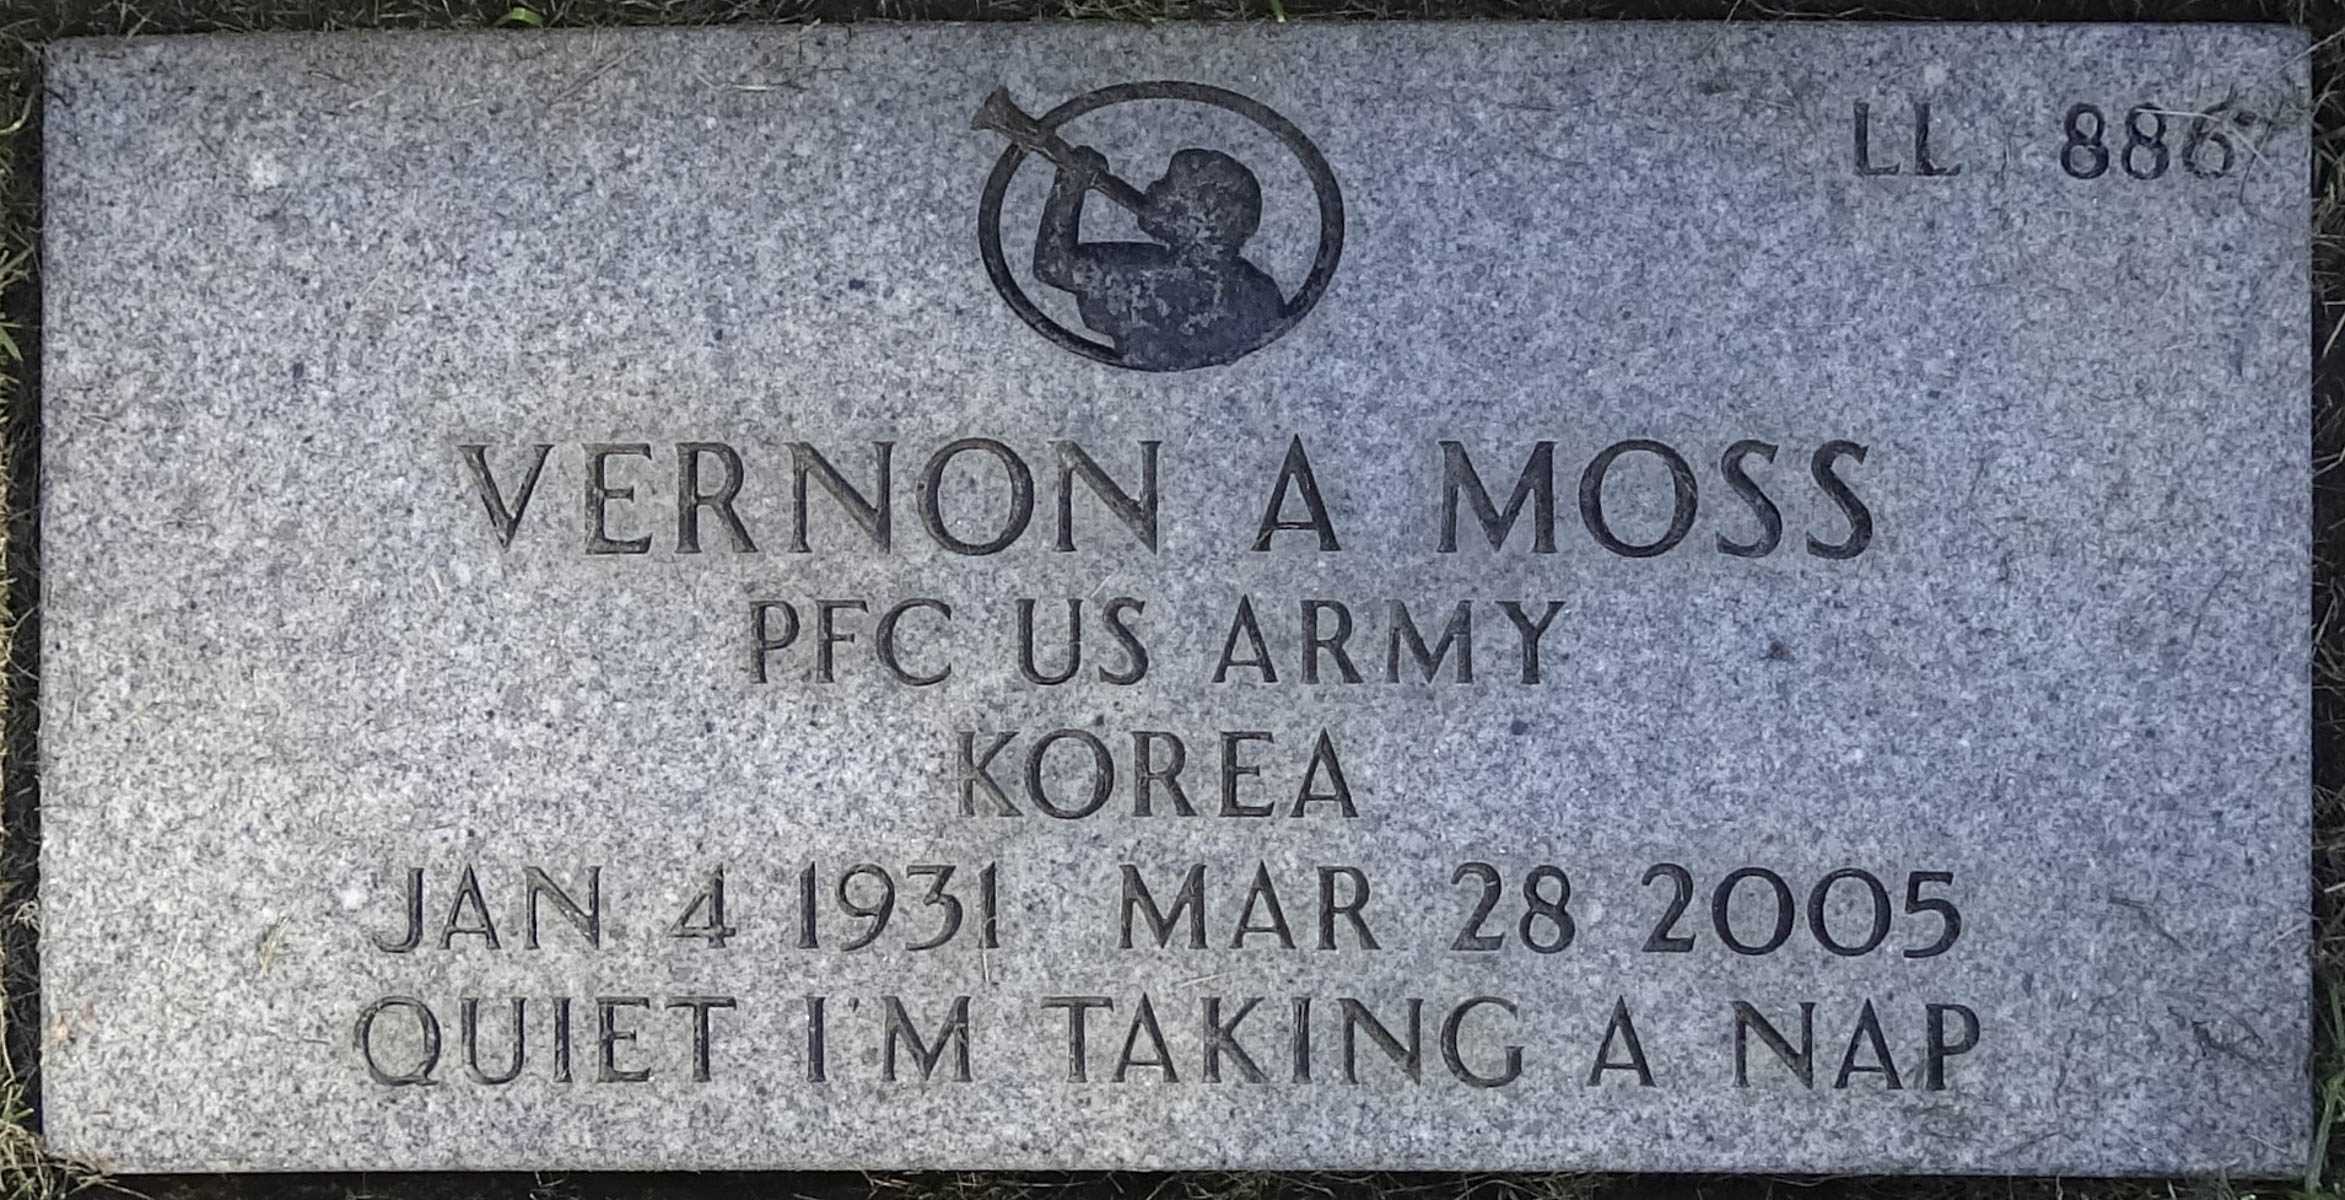 LL 886
VERNON A MOSS
PFC US ARMY
KOREA
JAN 4 1931 MAR 28 2005
QUIET I'M TAKING A NAP